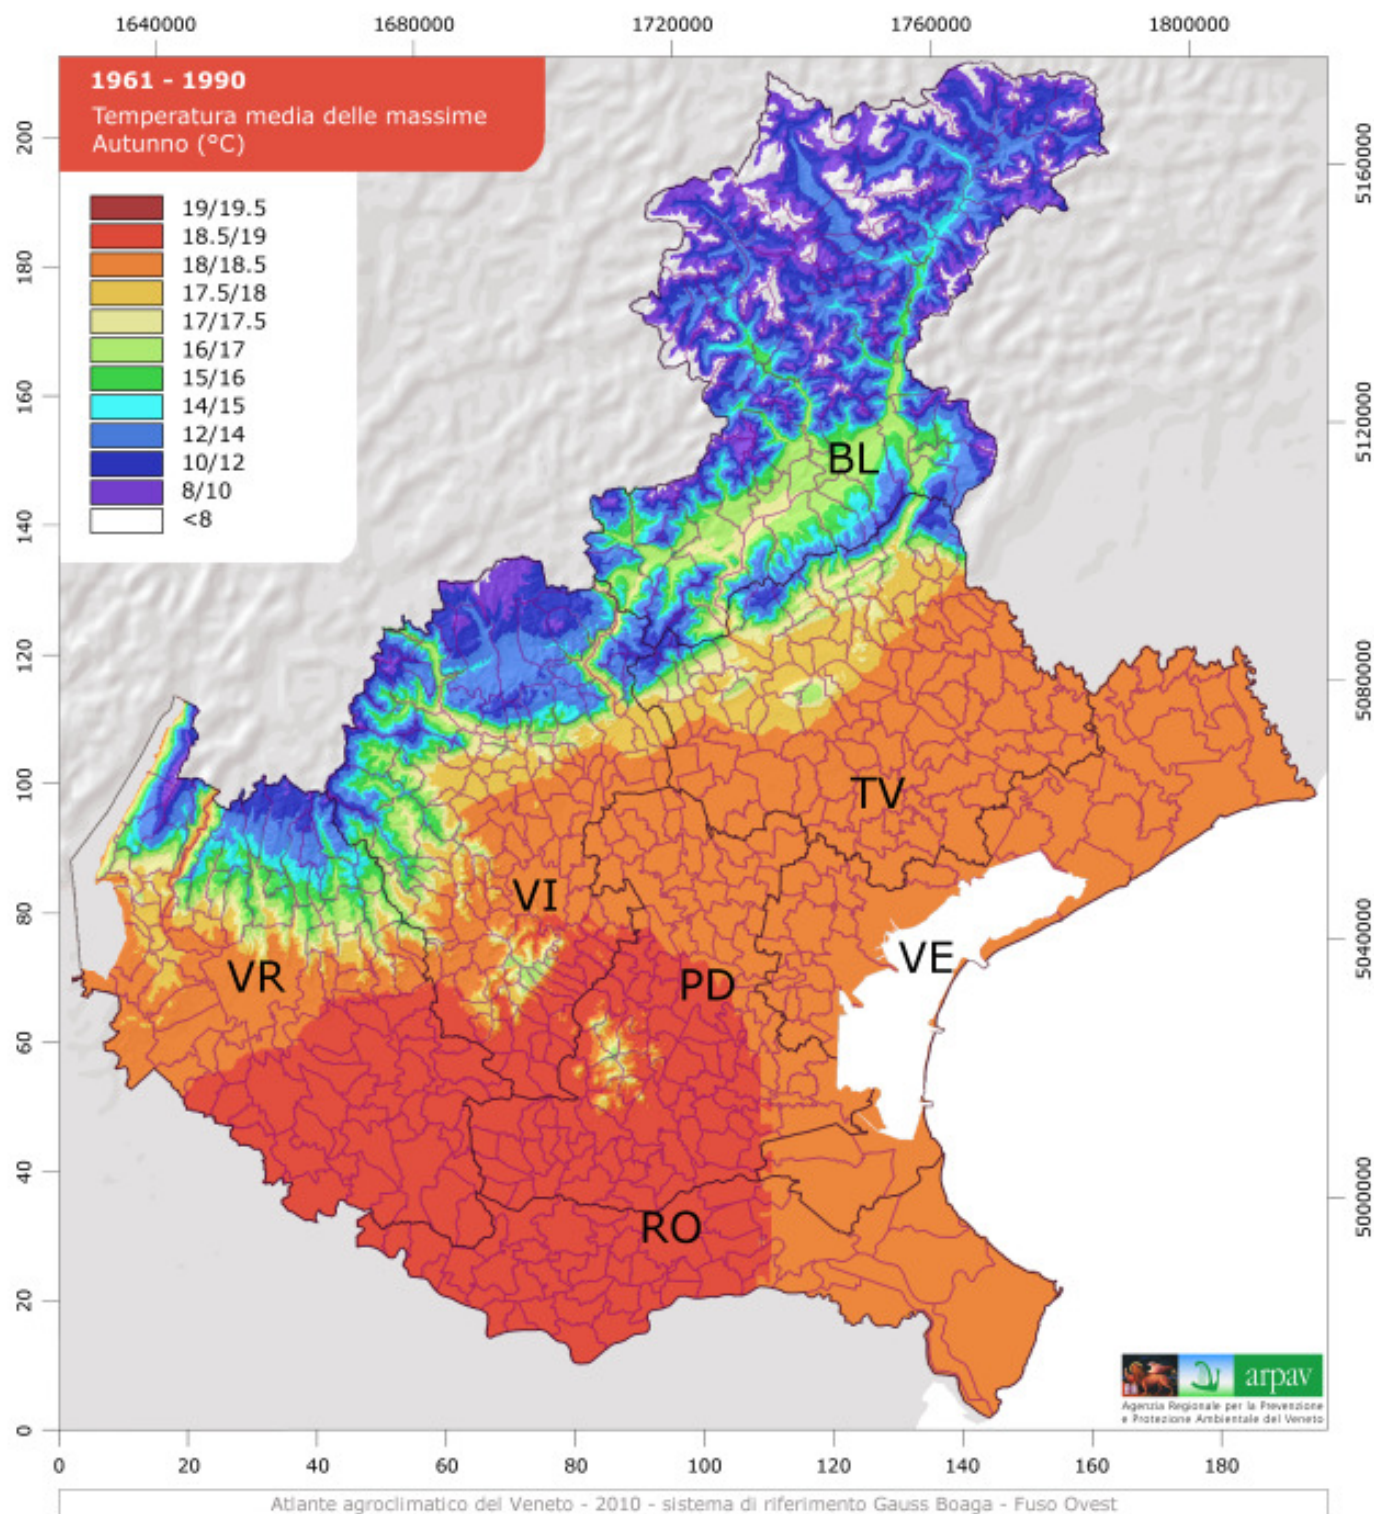 1640000 1680000 1720000 1760000 1800000
1961 - 1990
Temperatura media delle massime
Autunno (°C)
19/19.5
18.5/19
18/18.5
17.5/18
17/17.5
16/17
15/16
14/15
12/14
10/12
8/10
<8
200
180
160
140
120
100
80
60
40
20
0
5160000
5120000
5080000
5040000
5000000
BL
TV
VI
VE
VR
PD
RO
arpav
Agenzia Regionale per la Prevenzione
e Protezione Ambientale del Veneto
0 20 40 60 80 100 120 140 160 180
Atlante agroclimatico del Veneto - 2010 - sistema di riferimento Gauss Boaga - Fuso Ovest